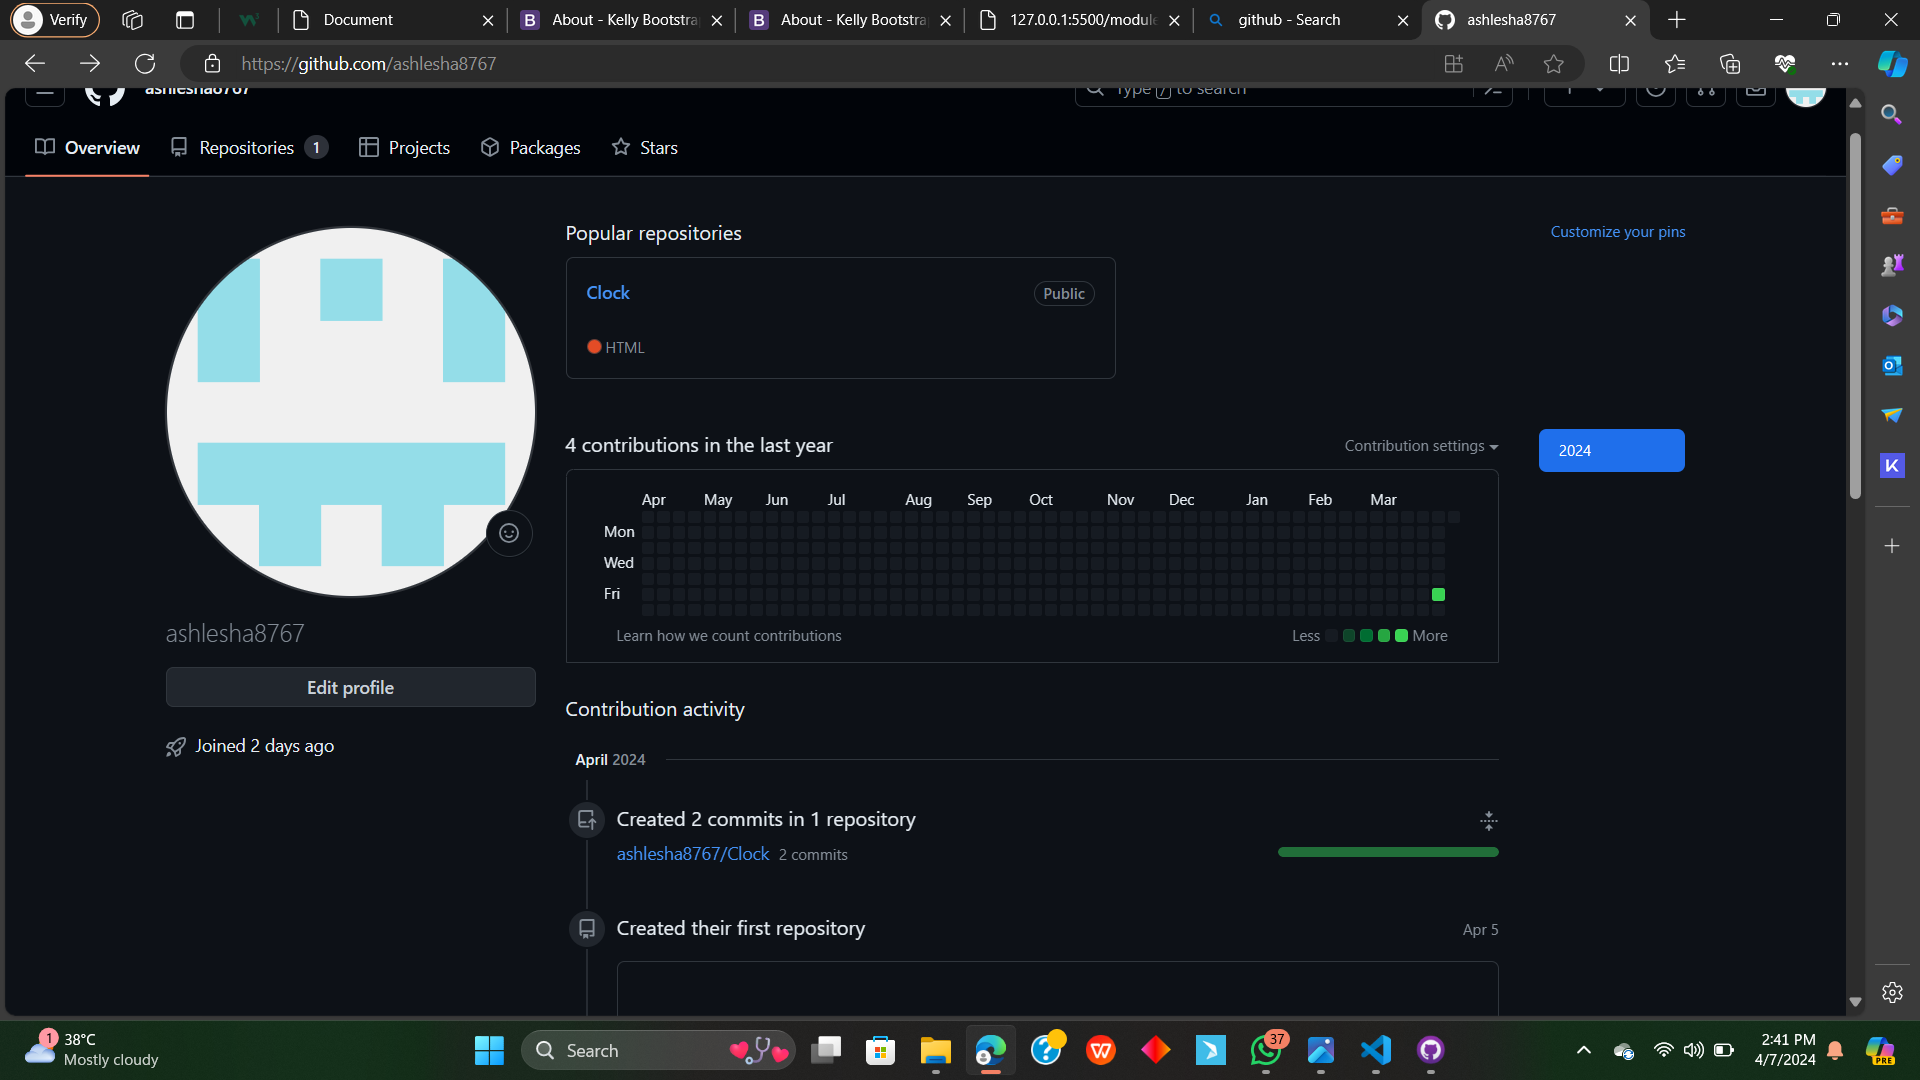 Verify
Document
About - Kelly Bootstra
About - Kelly Bootstra
127.0.0.1:5500/module
github - Search
ashlesha8767
https://github.com/ashlesha8767
ashlesha8767
Type / to search
Overview
Repositories 1
Projects
Packages
Stars
Popular repositories
Customize your pins
Clock
Public
HTML
4 contributions in the last year
Contribution settings
2024
Apr May Jun Jul Aug Sep Oct Nov Dec Jan Feb Mar
Mon
Wed
Fri
Learn how we count contributions
Less More
ashlesha8767
Edit profile
Joined 2 days ago
Contribution activity
April 2024
Created 2 commits in 1 repository
ashlesha8767/Clock 2 commits
Created their first repository
Apr 5
1
38°C
Mostly cloudy
Search
37
2:41 PM
4/7/2024
PRE